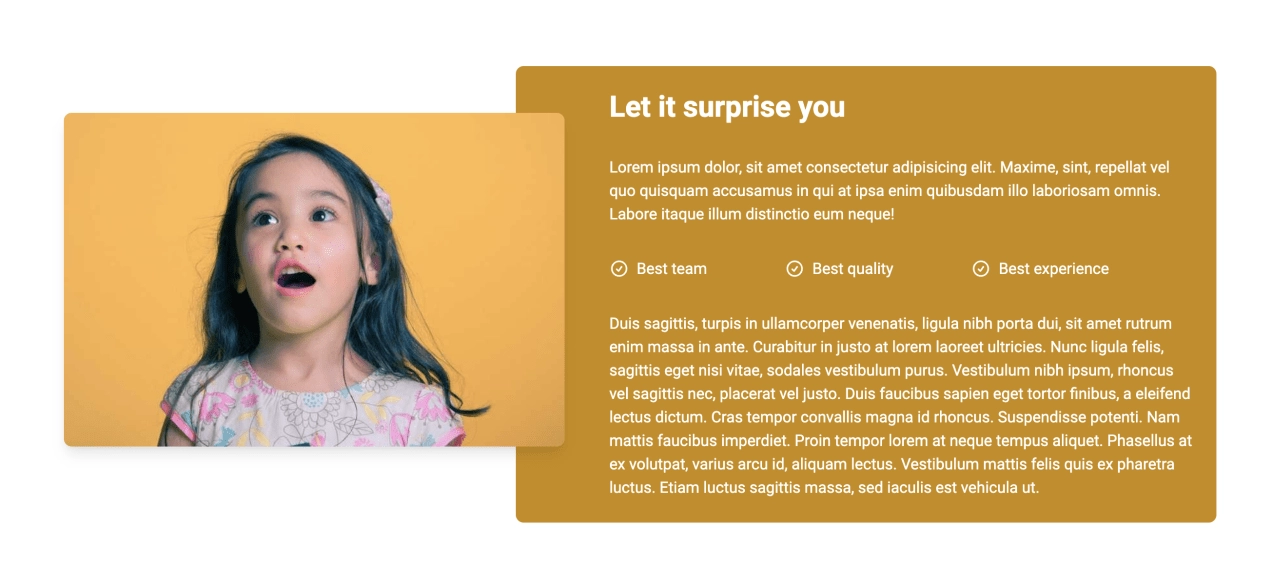 Let it surprise you
Lorem ipsum dolor, sit amet consectetur adipisicing elit. Maxime, sint, repellat vel
quo quisquam accusamus in qui at ipsa enim quibusdam illo laboriosam omnis.
Labore itaque illum distinctio eum neque!
Best team Best quality Best experience
Duis sagittis, turpis in ullamcorper venenatis, ligula nibh porta dui, sit amet rutrum
enim massa in ante. Curabitur in justo at lorem laoreet ultricies. Nunc ligula felis,
sagittis eget nisi vitae, sodales vestibulum purus. Vestibulum nibh ipsum, rhoncus
vel sagittis nec, placerat vel justo. Duis faucibus sapien eget tortor finibus, a eleifend
lectus dictum. Cras tempor convallis magna id rhoncus. Suspendisse potenti. Nam
mattis faucibus imperdiet. Proin tempor lorem at neque tempus aliquet. Phasellus at
ex volutpat, varius arcu id, aliquam lectus. Vestibulum mattis felis quis ex pharetra
luctus. Etiam luctus sagittis massa, sed iaculis est vehicula ut.